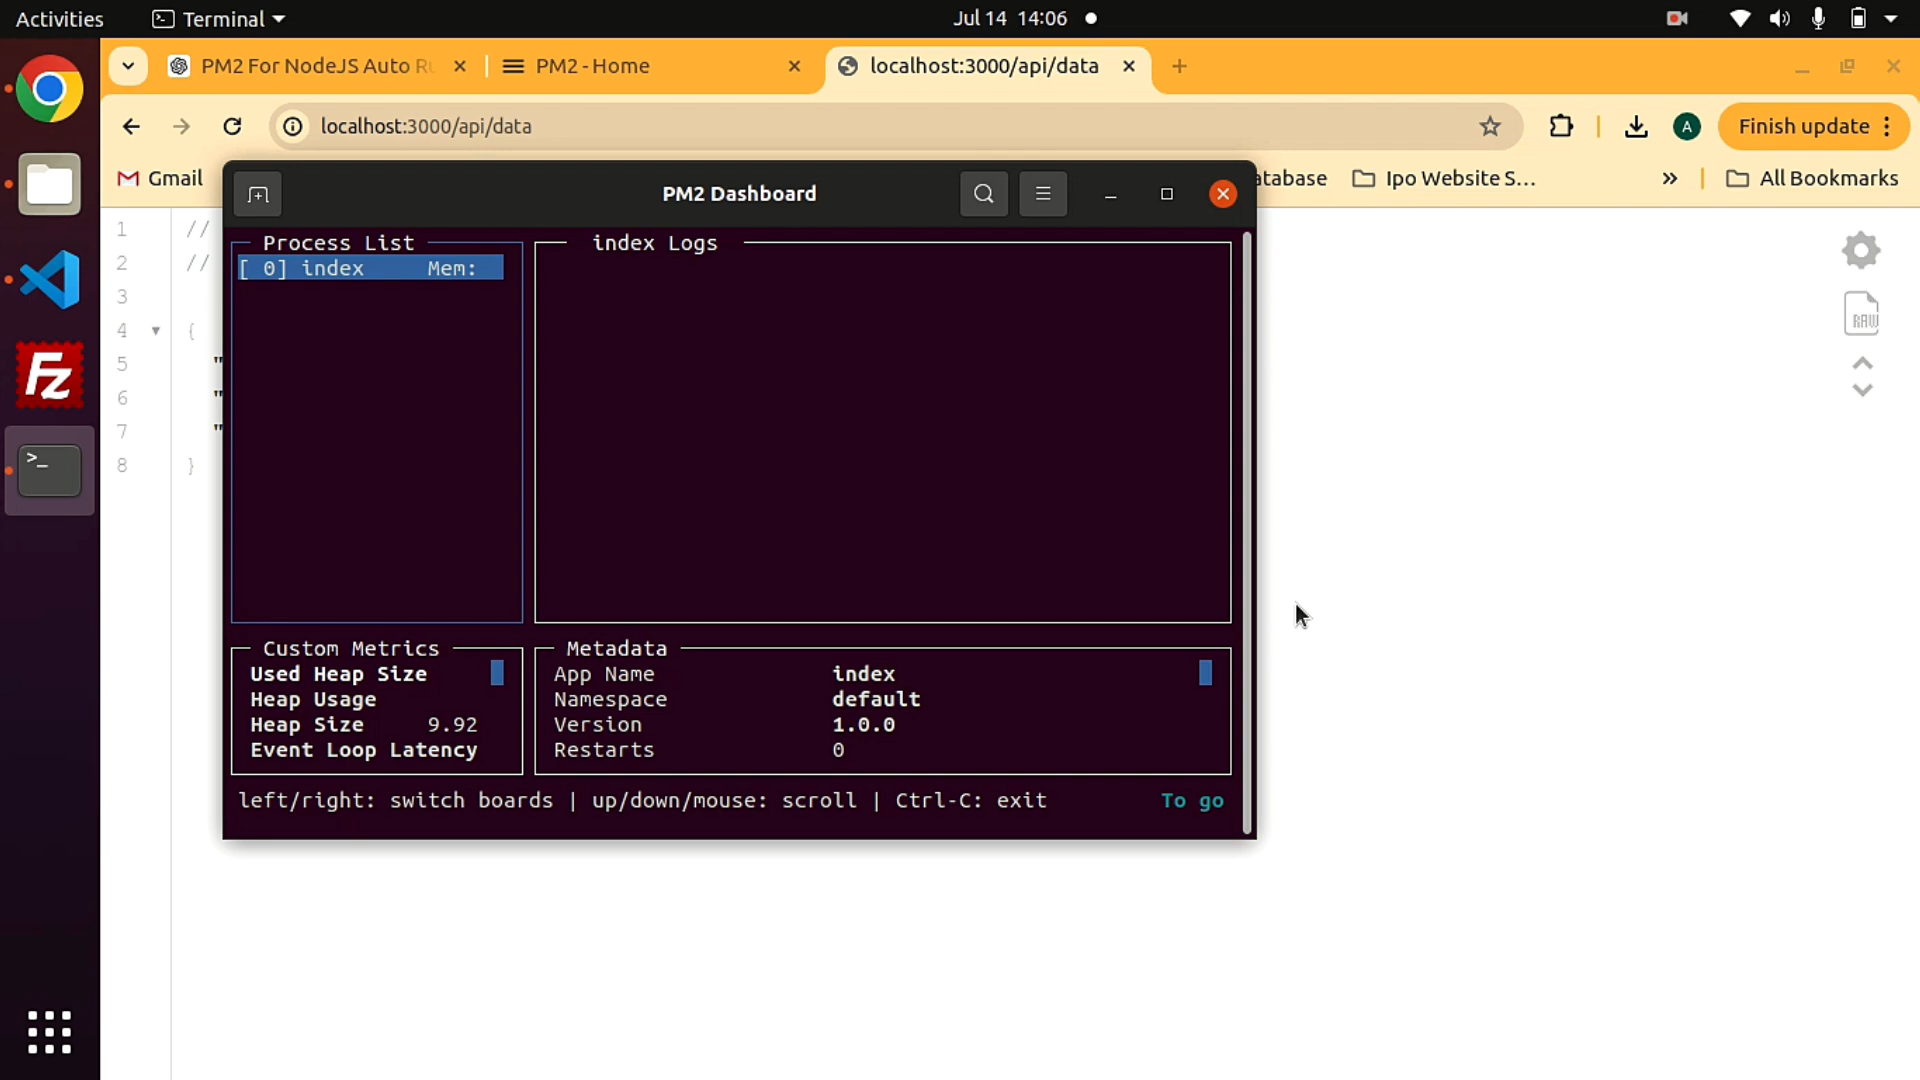 Activities
Terminal
Jul 14 14:06
PM2 For NodeJS Auto Ru
PM2 - Home
localhost:3000/api/data
localhost:3000/api/data
A
Finish update
Gmail
Ipo Website S...
All Bookmarks
PM2 Dashboard
1 //
2 //
3
4 {
5 "
6 "
7 "
8 }
RAW
Process List
[ 0] index Mem:
index Logs
Custom Metrics
Used Heap Size
Heap Usage
Heap Size 9.92
Event Loop Latency
Metadata
App Name index
Namespace default
Version 1.0.0
Restarts 0
left/right: switch boards | up/down/mouse: scroll | Ctrl-C: exit To go
Fz
>_